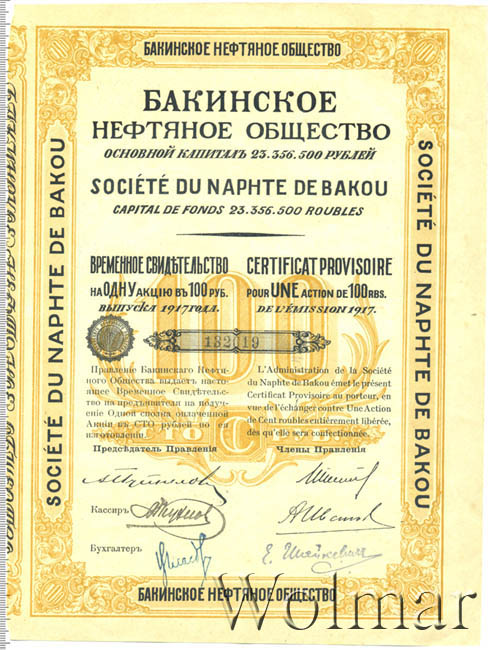 БАКИНСКОЕ НЕФТЯНОЕ ОБЩЕСТВО
SOCIÉTÉ DU NAPHTE DE BAKOU
SOCIÉTÉ DU NAPHTE DE BAKOU
БАКИНСКОЕ
НЕФТЯНОЕ ОБЩЕСТВО
ОСНОВНОЙ КАПИТАЛЪ 23.356.500 РУБЛЕЙ
SOCIÉTÉ DU NAPHTE DE BAKOU
CAPITAL DE FONDS 23.356.500 ROUBLES
ВРЕМЕННОЕ СВИДѢТЕЛЬСТВО
НА ОДНУ АКЦІЮ ВЪ 100 РУБ.
ВЫПУСКА 1917 ГОДА.
CERTIFICAT PROVISOIRE
POUR UNE ACTION DE 100 RBS.
DE L'ÉMISSION 1917.
100
132019
Правленіе Бакинскаго Нефтя-
ного Общества выдастъ насто-
ящее Временное Свидѣтель-
ство на предъявителя на получе-
ніе Одной сполна оплаченной
Акціи въ СТО рублей по ея
изготовленіи.
L'Administration de la Société
du Naphte de Bakou émet le présent
Certificat Provisoire au porteur, en
vue de l'échanger contre Une Action
de Cent roubles entièrement libérée,
dès qu'elle sera confectionnée.
СТО
Предсѣдатель Правленія
Члены Правленія
Кассиръ
Бухгалтеръ
Е. Шайкевич
БАКИНСКОЕ НЕФТЯНОЕ ОБЩЕСТВО
Wolmar